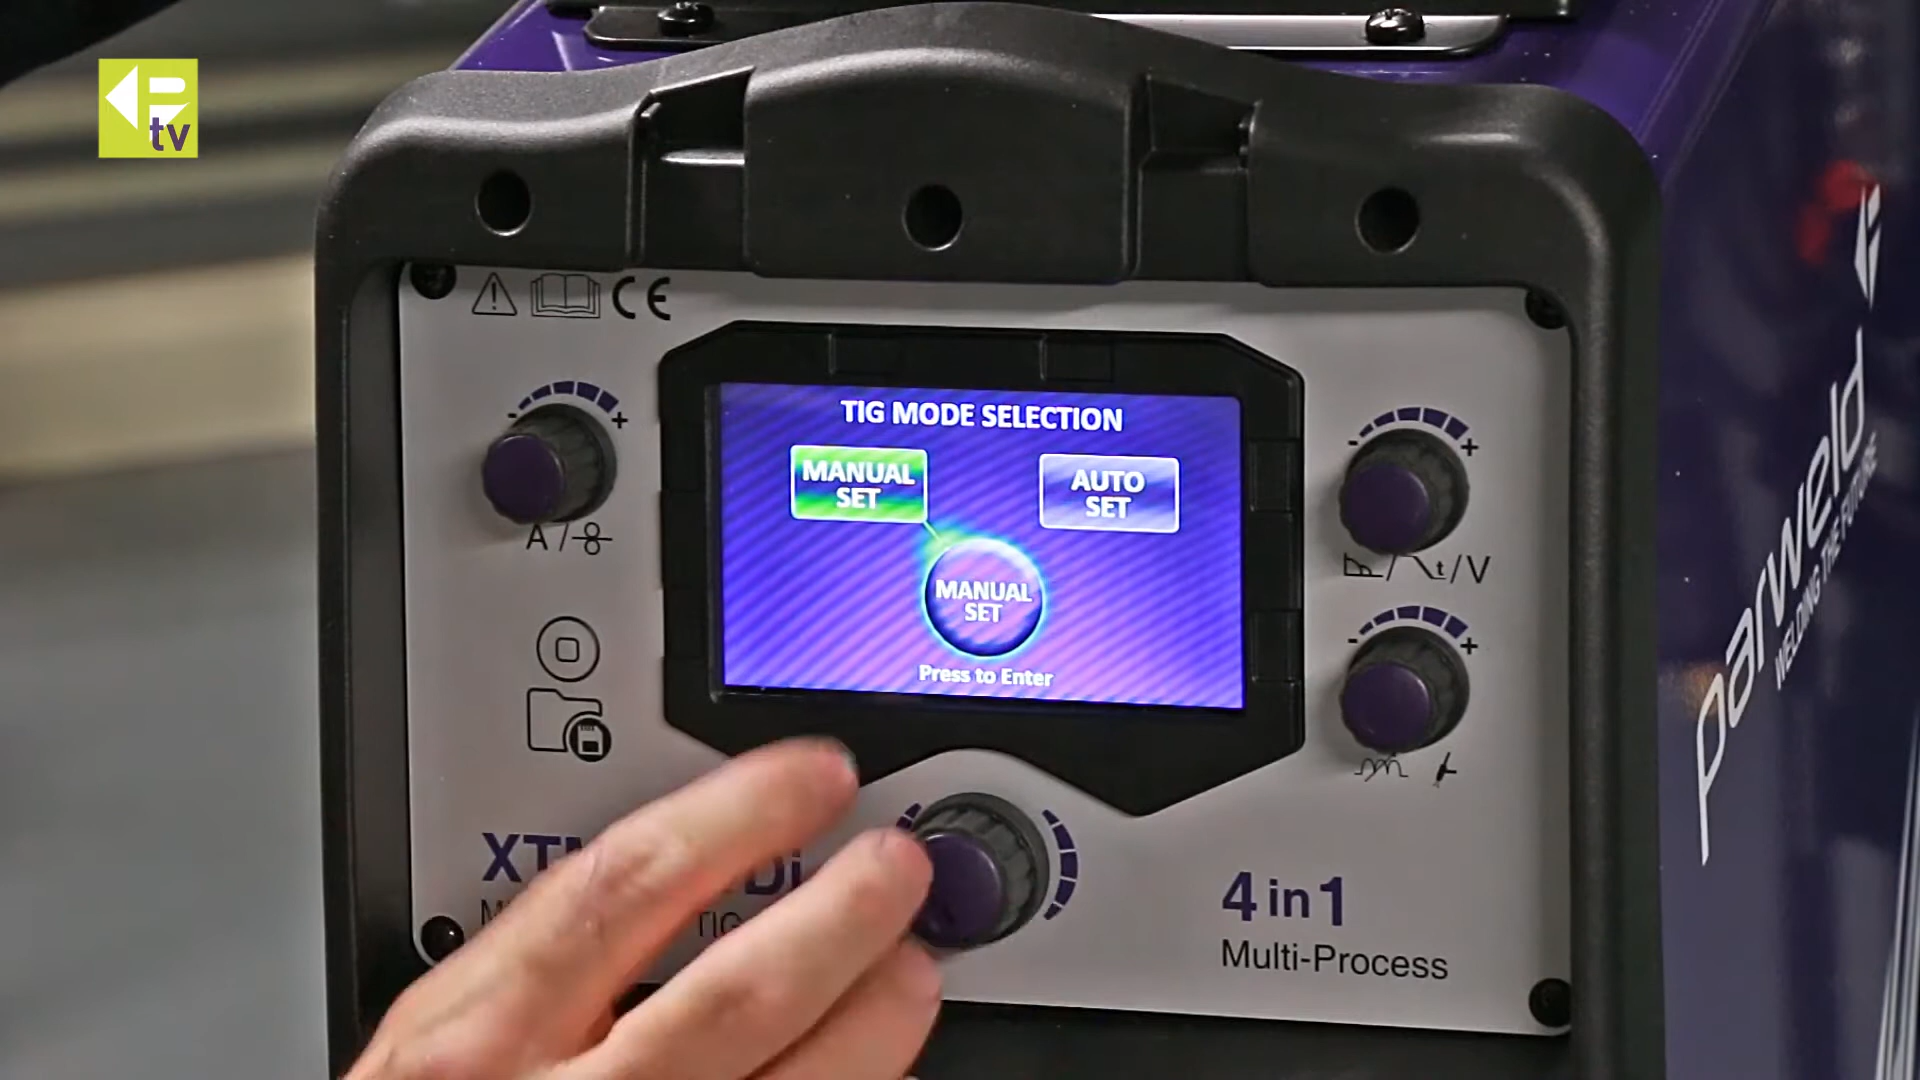 tv
CE
TIG MODE SELECTION
MANUAL
SET
AUTO
SET
MANUAL
SET
Press to Enter
- +
A /
- +
/ t / V
- +
4 in 1
Multi-Process
parweld
WELDING THE FUTURE